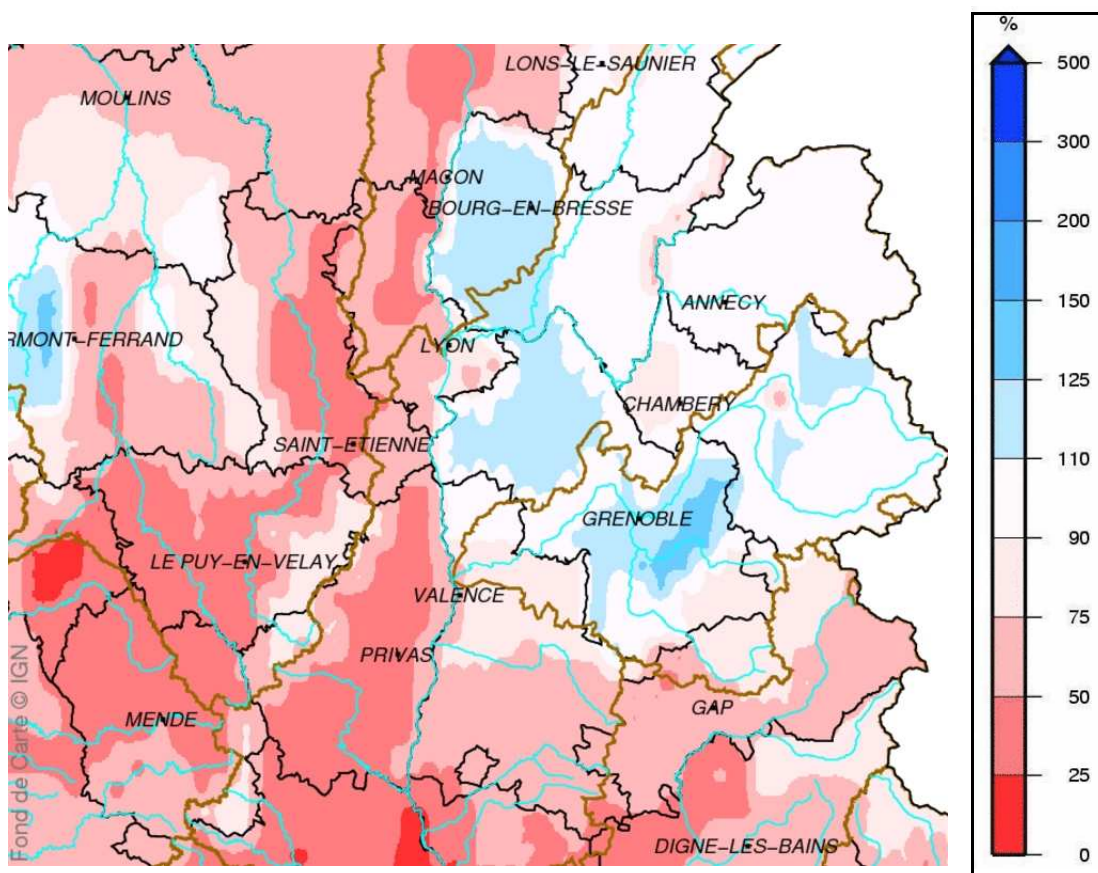 %
500
300
200
150
125
110
90
75
50
25
0
LONS-LE-SAUNIER
MOULINS
MACON
BOURG-EN-BRESSE
ANNECY
RMONT-FERRAND
LYON
CHAMBERY
SAINT-ETIENNE
GRENOBLE
LE PUY-EN-VELAY
VALENCE
PRIVAS
GAP
MENDE
DIGNE-LES-BAINS
Fond de Carte © IGN